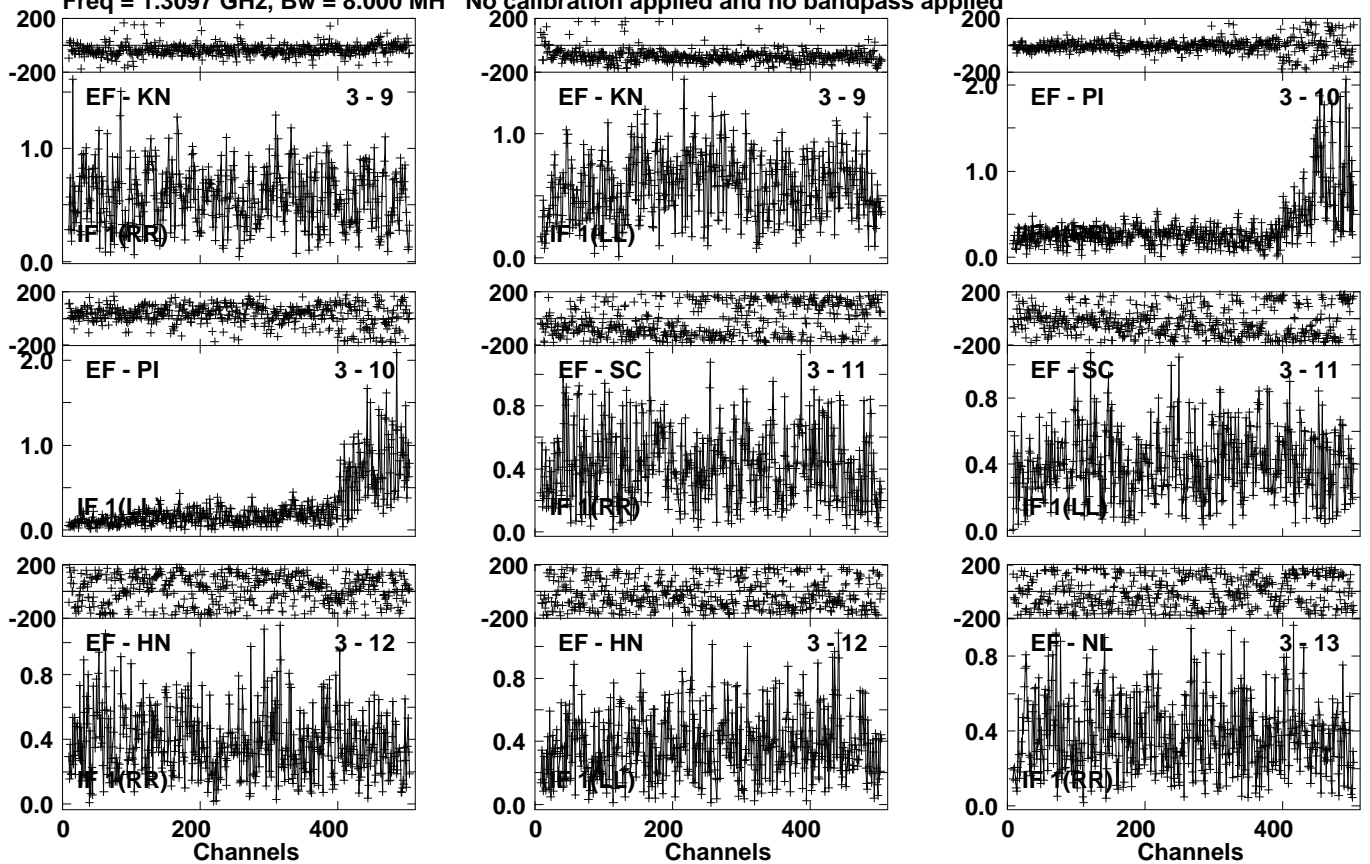 Freq = 1.3097 GHz, Bw = 8.000 MH No calibration applied and no bandpass applied
200
-200
EF - KN 3 - 9
1.0
IF 1(RR)
0.0
EF - KN 3 - 9
1.0
IF 1(LL)
0.0
200
-200
2.0
EF - PI 3 - 10
1.0
0.0
200
-200
2.0
EF - PI 3 - 10
1.0
IF 1(LL)
0.0
200
-200
EF - SC 3 - 11
0.8
0.4
IF 1(RR)
0.0
200
-200
EF - SC 3 - 11
0.8
0.4
IF 1(LL)
0.0
200
-200
EF - HN 3 - 12
0.8
0.4
IF 1(RR)
0.0
0 200 400
Channels
200
-200
EF - HN 3 - 12
0.8
0.4
IF 1(LL)
0.0
0 200 400
Channels
200
-200
EF - NL 3 - 13
0.8
0.4
IF 1(RR)
0.0
0 200 400
Channels